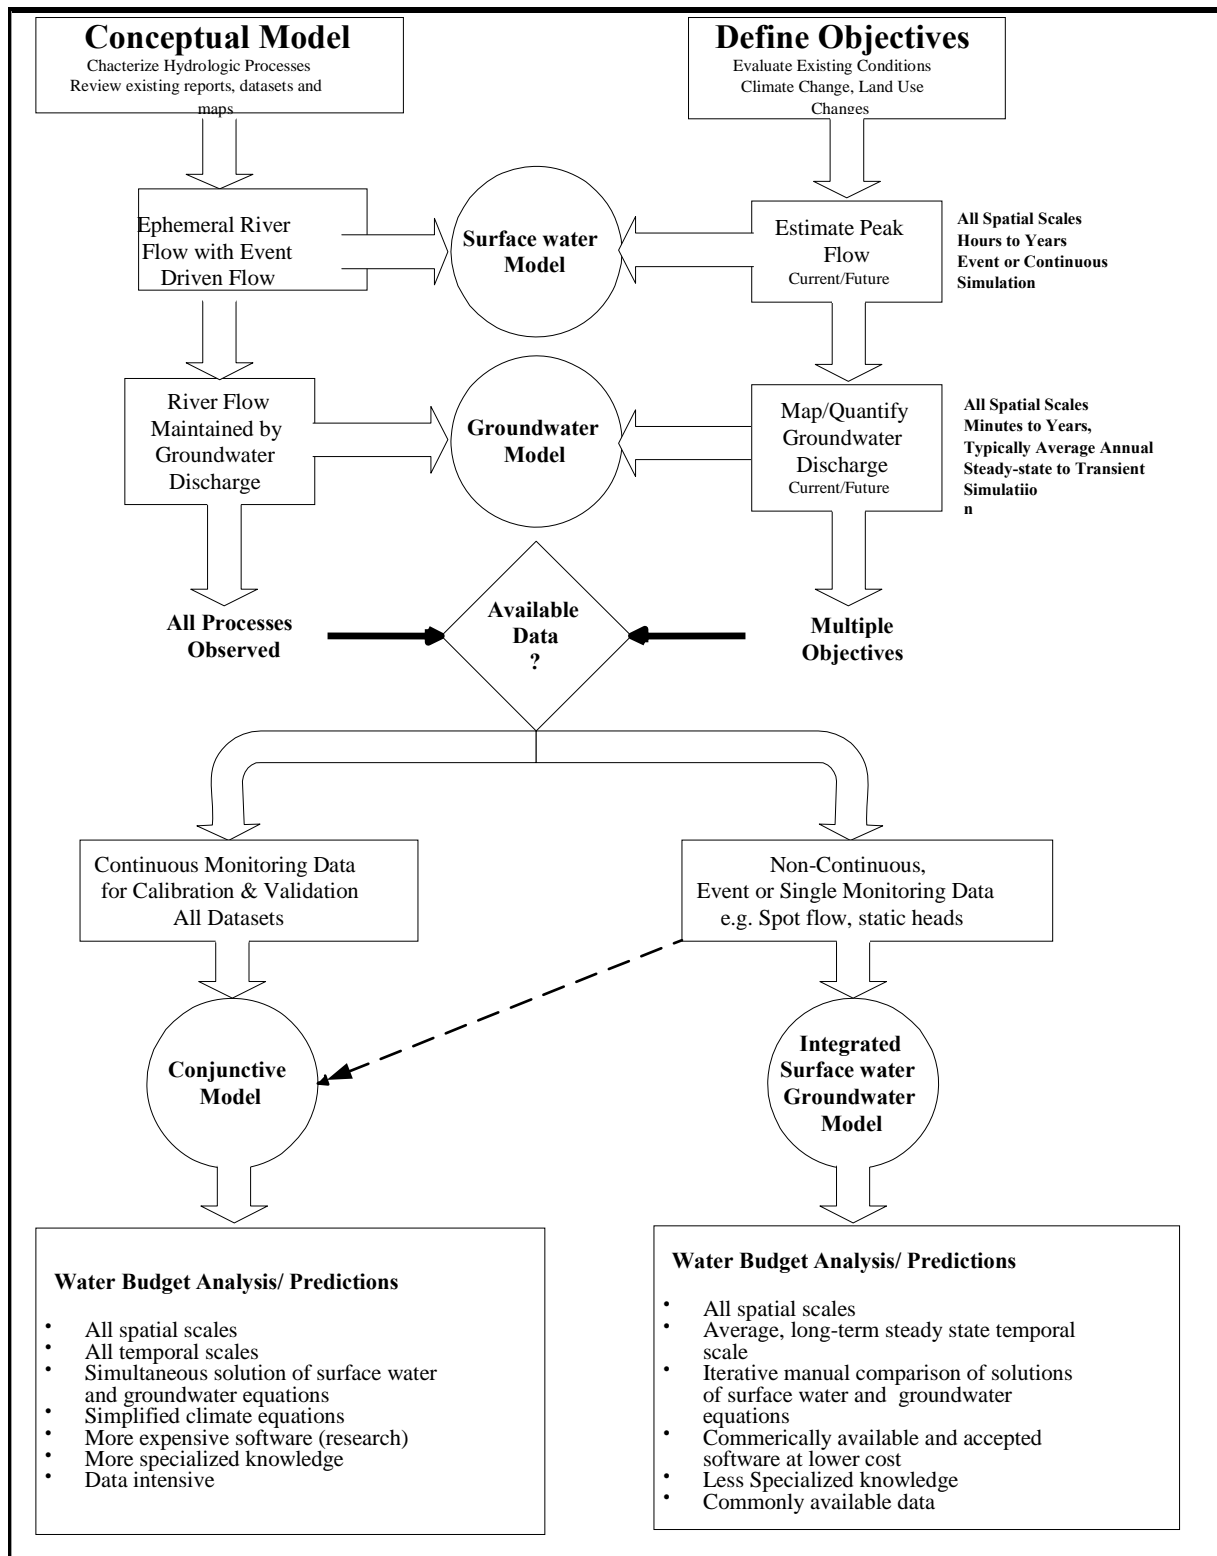 Conceptual Model
Chacterize Hydrologic Processes
Review existing reports, datasets and
maps
Define Objectives
Evaluate Existing Conditions
Climate Change, Land Use
Changes
Ephemeral River
Flow with Event
Driven Flow
Surface water
Model
Estimate Peak
Flow
Current/Future
All Spatial Scales
Hours to Years
Event or Continuous
Simulation
River Flow
Maintained by
Groundwater
Discharge
Groundwater
Model
Map/Quantify
Groundwater
Discharge
Current/Future
All Spatial Scales
Minutes to Years,
Typically Average Annual
Steady-state to Transient
Simulatiio
n
All Processes
Observed
Available
Data
?
Multiple
Objectives
Continuous Monitoring Data
for Calibration & Validation
All Datasets
Non-Continuous,
Event or Single Monitoring Data
e.g. Spot flow, static heads
Conjunctive
Model
Integrated
Surface water
Groundwater
Model
Water Budget Analysis/ Predictions
• All spatial scales
• All temporal scales
• Simultaneous solution of surface water
and groundwater equations
• Simplified climate equations
• More expensive software (research)
• More specialized knowledge
• Data intensive
Water Budget Analysis/ Predictions
• All spatial scales
• Average, long-term steady state temporal
scale
• Iterative manual comparison of solutions
of surface water and groundwater
equations
• Commerically available and accepted
software at lower cost
• Less Specialized knowledge
• Commonly available data